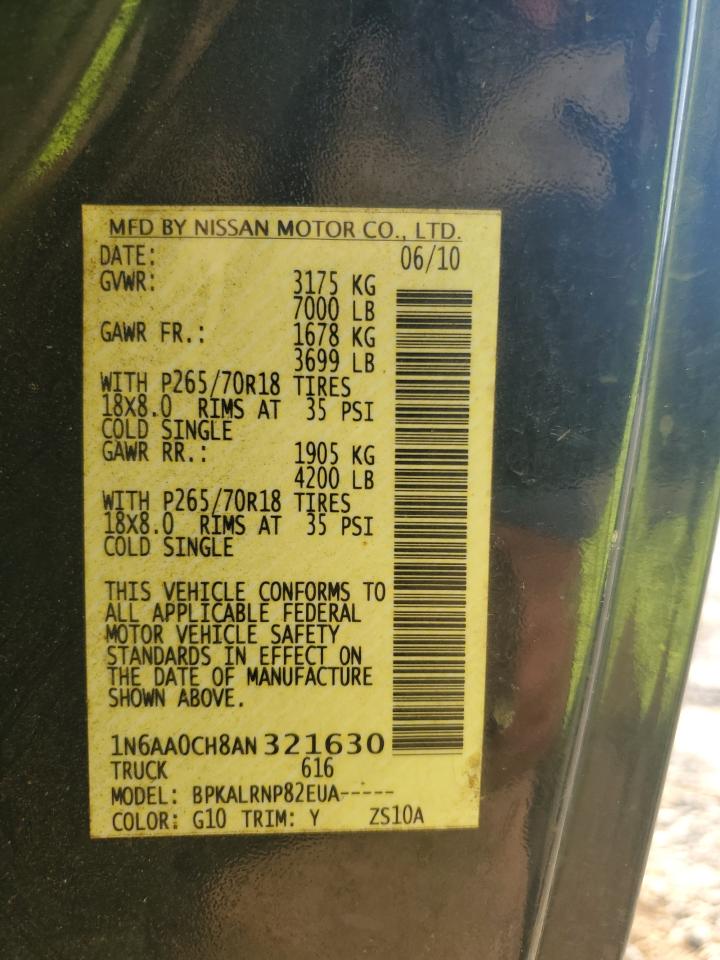 MFD BY NISSAN MOTOR CO., LTD.
DATE: 06/10
GVWR: 3175 KG
7000 LB
GAWR FR.: 1678 KG
3699 LB
WITH P265/70R18 TIRES
18X8.0 RIMS AT 35 PSI
COLD SINGLE
GAWR RR.: 1905 KG
4200 LB
WITH P265/70R18 TIRES
18X8.0 RIMS AT 35 PSI
COLD SINGLE
THIS VEHICLE CONFORMS TO
ALL APPLICABLE FEDERAL
MOTOR VEHICLE SAFETY
STANDARDS IN EFFECT ON
THE DATE OF MANUFACTURE
SHOWN ABOVE.
1N6AA0CH8AN 321630
TRUCK 616
MODEL: BPKALRNP82EUA-----
COLOR: G10 TRIM: Y ZS10A